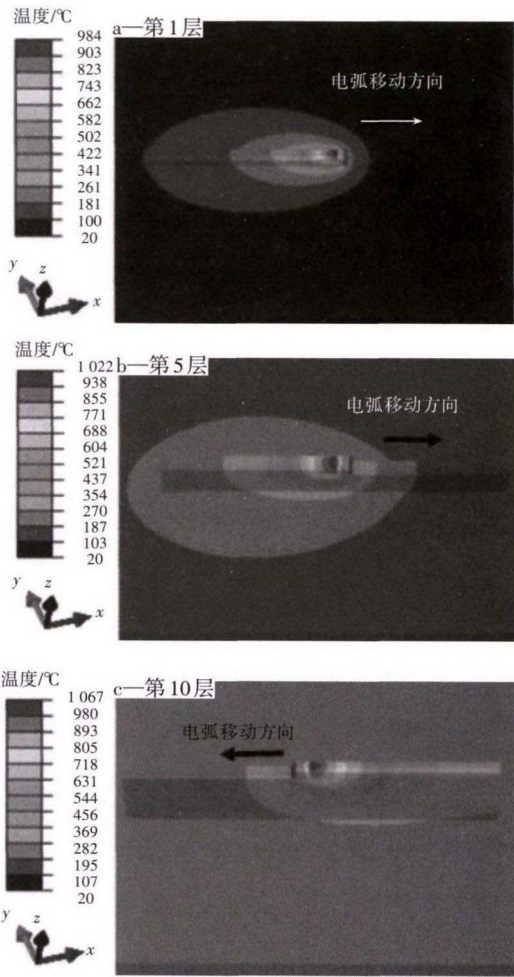 温度/℃
a—第1层
984
903
823
743
662
582
502
422
341
261
181
100
20
电弧移动方向
y
z
x
温度/℃
b—第5层
1 022
938
855
771
688
604
521
437
354
270
187
103
20
电弧移动方向
y
z
x
温度/℃
c—第10层
1 067
980
893
805
718
631
544
456
369
282
195
107
20
电弧移动方向
y
z
x